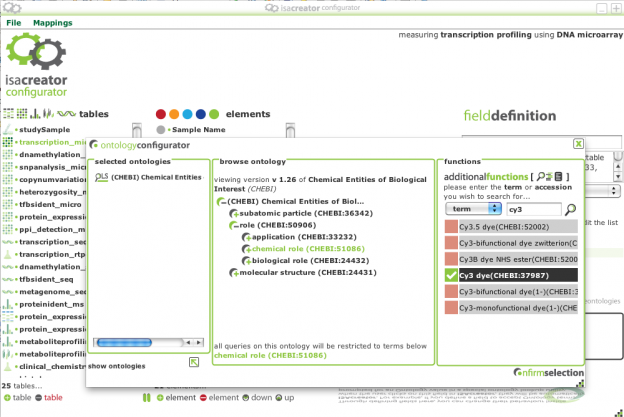 isacreator configurator
File Mappings
measuring transcription profiling using DNA microarray
isacreator
configurator
tables
elements
fielddefinition
studySample
Sample Name
transcription_mi
dnamethylation_
snpanalysis_mic
copynumvariation
heterozygosity_m
tfbsident_micro
protein_expressi
ppi_detection_m
transcription_seq
dnamethylation_
tfbsident_seq
metagenome_seq
proteinident_ms
protein_expressi
protein_expressi
metaboliteprofilin
metaboliteprofilin
clinical_chemistr
25 tables...
table table
element element down up
table
33,
dit the list
ontologies
ontologyconfigurator
selected ontologies
OLS (CHEBI) Chemical Entities
show ontologies
browse ontology
viewing version v 1.26 of Chemical Entities of Biological
Interest (CHEBI)
(CHEBI) Chemical Entities of Biol...
subatomic particle (CHEBI:36342)
role (CHEBI:50906)
application (CHEBI:33232)
chemical role (CHEBI:51086)
biological role (CHEBI:24432)
molecular structure (CHEBI:24431)
all queries on this ontology will be restricted to terms below
chemical role (CHEBI:51086)
functions
additionalfunctions [ ]
please enter the term or accession
you wish to search for...
term cy3
Cy3.5 dye(CHEBI:52002)
Cy3-bifunctional dye zwitterion(C
Cy3B dye NHS ester(CHEBI:5200
Cy3 dye(CHEBI:37987)
Cy3-bifunctional dye(1-)(CHEBI:3
Cy3-monofunctional dye(1-)(CHE
confirmselection